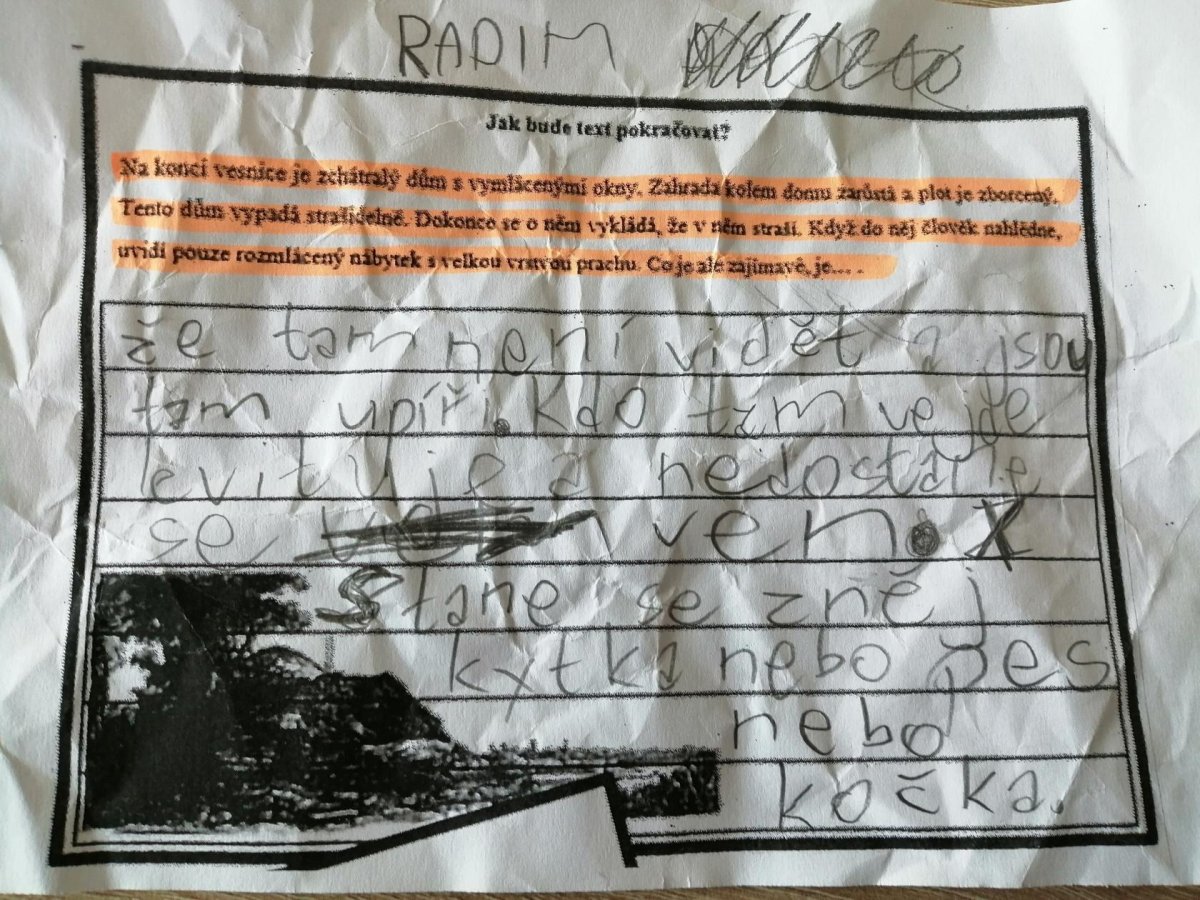 RADIM
Jak bude text pokračovat?
Na konci vesnice je zchátralý dům s vymlácenými okny. Zahrada kolem domu zarůstá a plot je zborcený.
Tento dům vypadá strašidelně. Dokonce se o něm vykládá, že v něm straší. Když do něj člověk nahlédne,
uvidí pouze rozmlácený nábytek s velkou vrstvou prachu. Co je ale zajímavé, je... .
že tam není vidět a jsou
tam upíři. Kdo tam vejde
levituje a nedostane
se ven.
Stane se zněj
kytka nebo pes
nebo
kočka.